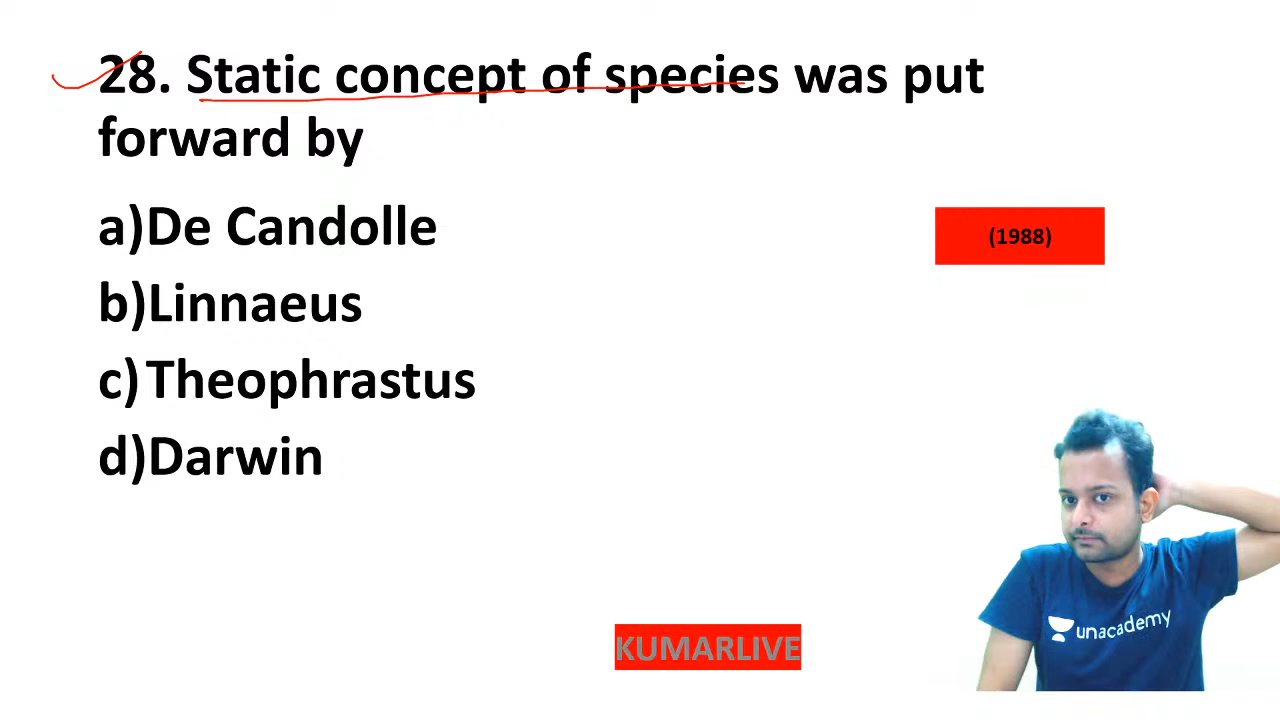 28. Static concept of species was put
forward by
a)De Candolle
(1988)
b)Linnaeus
c)Theophrastus
d)Darwin
unacademy
KUMARLIVE